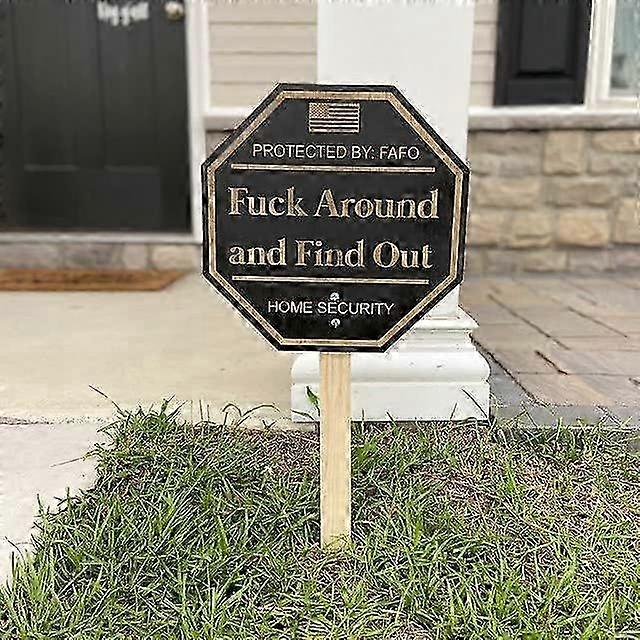 PROTECTED BY: FAFO
Fuck Around
and Find Out
HOME SECURITY